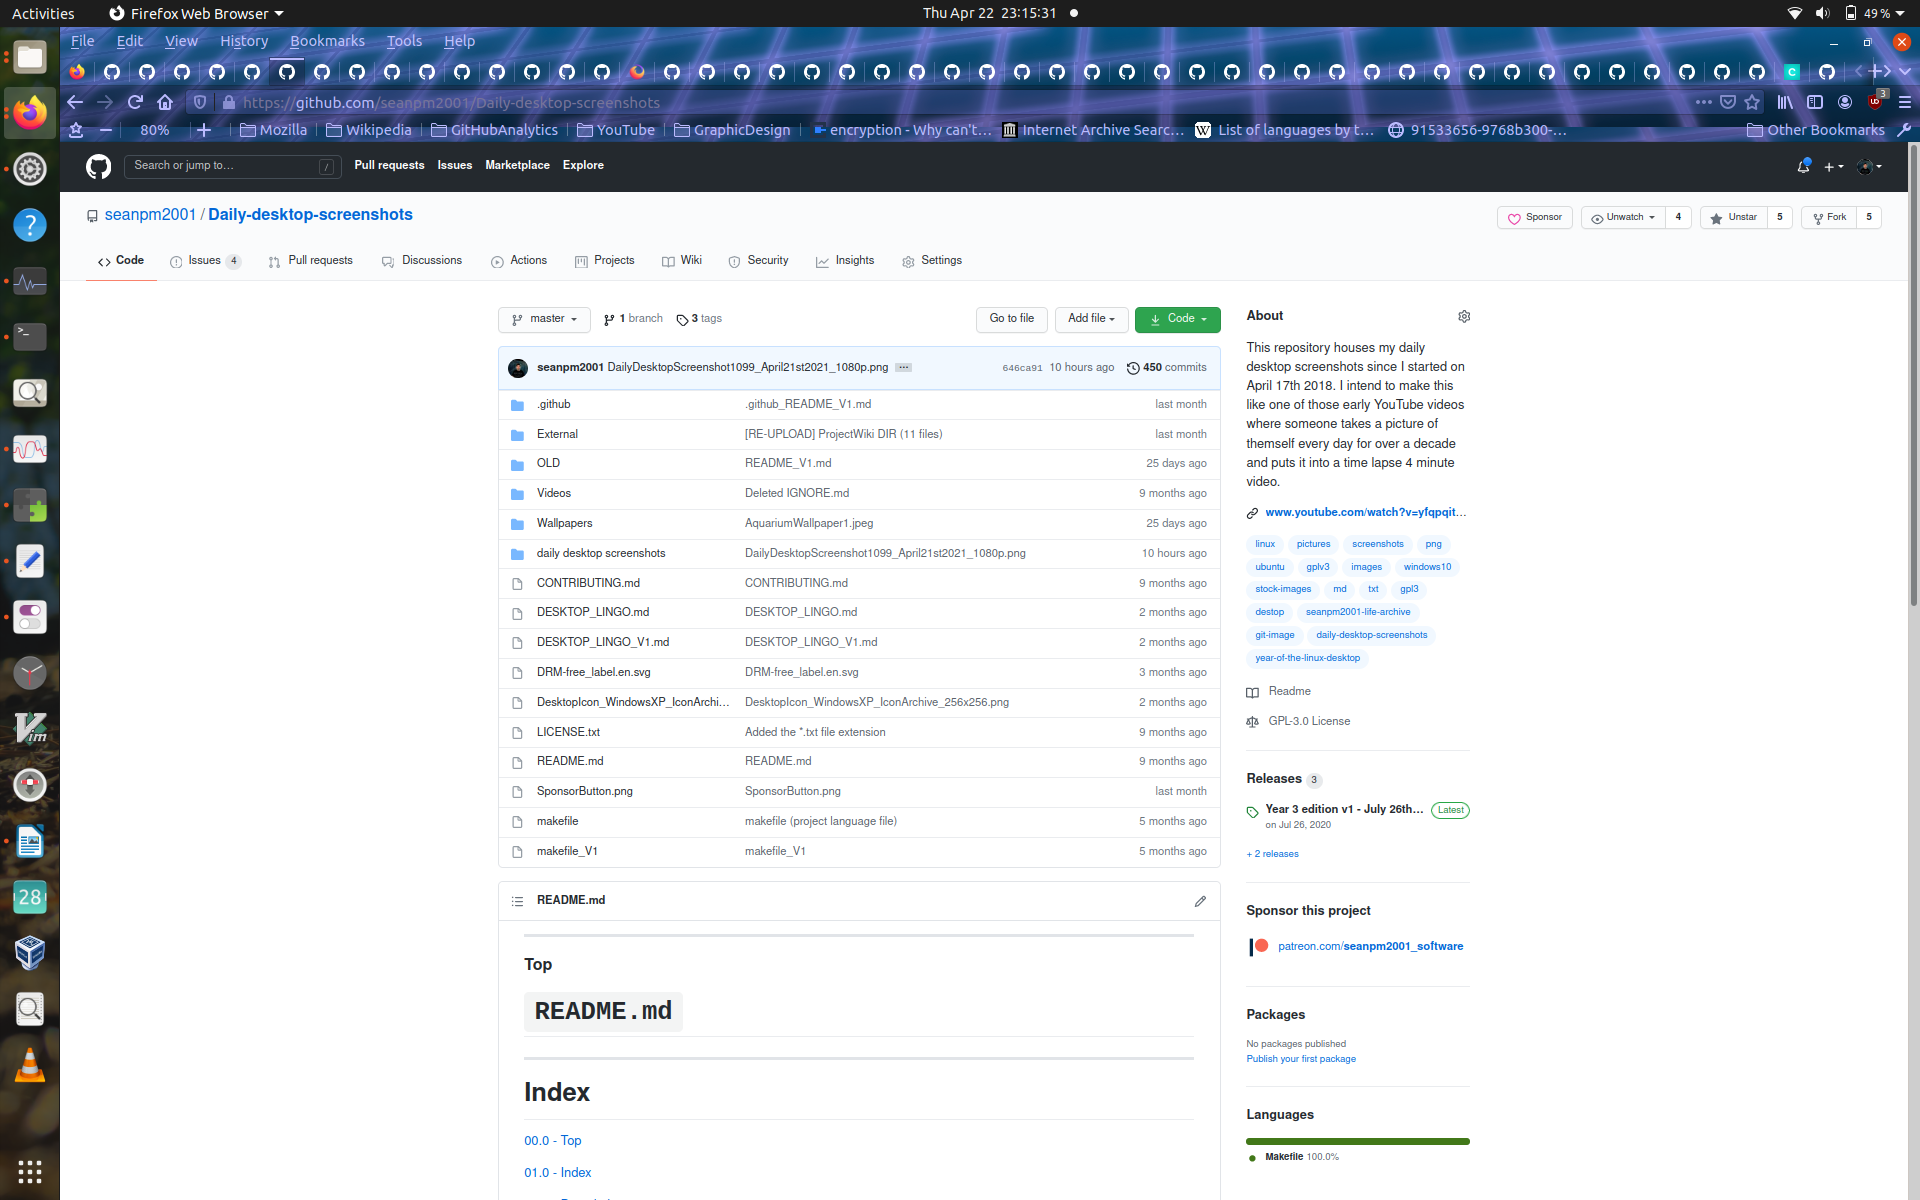 Activities Firefox Web Browser Thu Apr 22 23:15:31 49%
File Edit View History Bookmarks Tools Help
https://github.com/seanpm2001/Daily-desktop-screenshots 3
80% Mozilla Wikipedia GitHubAnalytics YouTube GraphicDesign encryption - Why can't… Internet Archive Searc… List of languages by t… 91533656-9768b300-… Other Bookmarks
Search or jump to… / Pull requests Issues Marketplace Explore
seanpm2001 / Daily-desktop-screenshots Sponsor Unwatch 4 Unstar 5 Fork 5
Code Issues 4 Pull requests Discussions Actions Projects Wiki Security Insights Settings
master 1 branch 3 tags Go to file Add file Code
seanpm2001 DailyDesktopScreenshot1099_April21st2021_1080p.png … 646ca91 10 hours ago 450 commits
.github .github_README_V1.md last month
External [RE-UPLOAD] ProjectWiki DIR (11 files) last month
OLD README_V1.md 25 days ago
Videos Deleted IGNORE.md 9 months ago
Wallpapers AquariumWallpaper1.jpeg 25 days ago
daily desktop screenshots DailyDesktopScreenshot1099_April21st2021_1080p.png 10 hours ago
CONTRIBUTING.md CONTRIBUTING.md 9 months ago
DESKTOP_LINGO.md DESKTOP_LINGO.md 2 months ago
DESKTOP_LINGO_V1.md DESKTOP_LINGO_V1.md 2 months ago
DRM-free_label.en.svg DRM-free_label.en.svg 3 months ago
DesktopIcon_WindowsXP_IconArchi… DesktopIcon_WindowsXP_IconArchive_256x256.png 2 months ago
LICENSE.txt Added the *.txt file extension 9 months ago
README.md README.md 9 months ago
SponsorButton.png SponsorButton.png last month
makefile makefile (project language file) 5 months ago
makefile_V1 makefile_V1 5 months ago
README.md
Top
README.md
Index
00.0 - Top
01.0 - Index
About
This repository houses my daily
desktop screenshots since I started on
April 17th 2018. I intend to make this
like one of those early YouTube videos
where someone takes a picture of
themself every day for over a decade
and puts it into a time lapse 4 minute
video.
www.youtube.com/watch?v=yfqpqit…
linux pictures screenshots png
ubuntu gplv3 images windows10
stock-images md txt gpl3
destop seanpm2001-life-archive
git-image daily-desktop-screenshots
year-of-the-linux-desktop
Readme
GPL-3.0 License
Releases 3
Year 3 edition v1 - July 26th… Latest
on Jul 26, 2020
+ 2 releases
Sponsor this project
patreon.com/seanpm2001_software
Packages
No packages published
Publish your first package
Languages
Makefile 100.0%
28
Vim